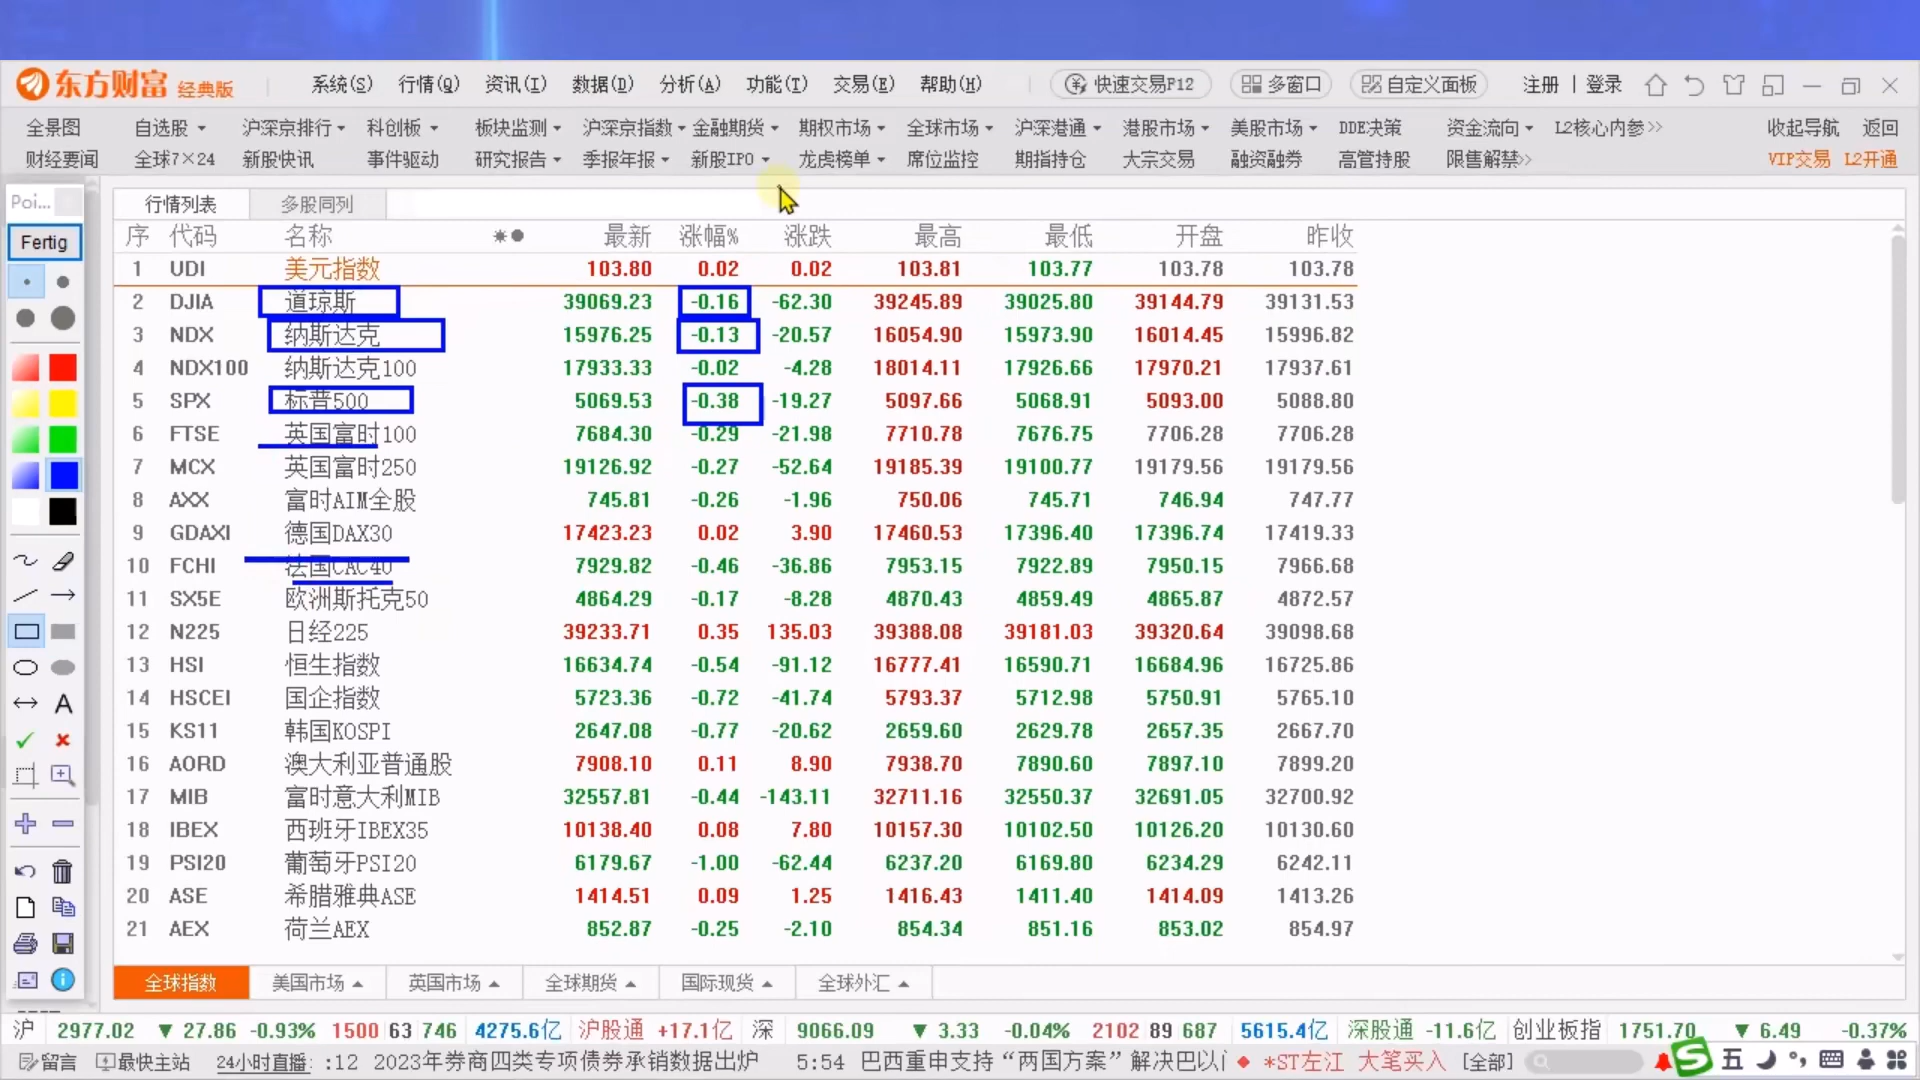 东方财富 经典版 系统(S) 行情(Q) 资讯(I) 数据(D) 分析(A) 功能(T) 交易(E) 帮助(H) 快速交易F12 多窗口 自定义面板 注册 | 登录
全景图 自选股 沪深京排行 科创板 板块监测 沪深京指数 金融期货 期权市场 全球市场 沪深港通 港股市场 美股市场 DDE决策 资金流向 L2核心内参>> 收起导航 返回
财经要闻 全球7×24 新股快讯 事件驱动 研究报告 季报年报 新股IPO 龙虎榜单 席位监控 期指持仓 大宗交易 融资融券 高管持股 限售解禁>> VIP交易 L2开通
Poi...
Fertig
行情列表 多股同列
序 代码 名称 最新 涨幅% 涨跌 最高 最低 开盘 昨收
1 UDI 美元指数 103.80 0.02 0.02 103.81 103.77 103.78 103.78
2 DJIA 道琼斯 39069.23 -0.16 -62.30 39245.89 39025.80 39144.79 39131.53
3 NDX 纳斯达克 15976.25 -0.13 -20.57 16054.90 15973.90 16014.45 15996.82
4 NDX100 纳斯达克100 17933.33 -0.02 -4.28 18014.11 17926.66 17970.21 17937.61
5 SPX 标普500 5069.53 -0.38 -19.27 5097.66 5068.91 5093.00 5088.80
6 FTSE 英国富时100 7684.30 -0.29 -21.98 7710.78 7676.75 7706.28 7706.28
7 MCX 英国富时250 19126.92 -0.27 -52.64 19185.39 19100.77 19179.56 19179.56
8 AXX 富时AIM全股 745.81 -0.26 -1.96 750.06 745.71 746.94 747.77
9 GDAXI 德国DAX30 17423.23 0.02 3.90 17460.53 17396.40 17396.74 17419.33
10 FCHI 法国CAC40 7929.82 -0.46 -36.86 7953.15 7922.89 7950.15 7966.68
11 SX5E 欧洲斯托克50 4864.29 -0.17 -8.28 4870.43 4859.49 4865.87 4872.57
12 N225 日经225 39233.71 0.35 135.03 39388.08 39181.03 39320.64 39098.68
13 HSI 恒生指数 16634.74 -0.54 -91.12 16777.41 16590.71 16684.96 16725.86
14 HSCEI 国企指数 5723.36 -0.72 -41.74 5793.37 5712.98 5750.91 5765.10
15 KS11 韩国KOSPI 2647.08 -0.77 -20.62 2659.60 2629.78 2657.35 2667.70
16 AORD 澳大利亚普通股 7908.10 0.11 8.90 7938.70 7890.60 7897.10 7899.20
17 MIB 富时意大利MIB 32557.81 -0.44 -143.11 32711.16 32550.37 32691.05 32700.92
18 IBEX 西班牙IBEX35 10138.40 0.08 7.80 10157.30 10102.50 10126.20 10130.60
19 PSI20 葡萄牙PSI20 6179.67 -1.00 -62.44 6237.20 6169.80 6234.29 6242.11
20 ASE 希腊雅典ASE 1414.51 0.09 1.25 1416.43 1411.40 1414.09 1413.26
21 AEX 荷兰AEX 852.87 -0.25 -2.10 854.34 851.16 853.02 854.97
全球指数 美国市场 英国市场 全球期货 国际现货 全球外汇
沪 2977.02 ▼ 27.86 -0.93% 1500 63 746 4275.6亿 沪股通 +17.1亿 深 9066.09 ▼ 3.33 -0.04% 2102 89 687 5615.4亿 深股通 -11.6亿 创业板指 1751.70 ▼ 6.49 -0.37%
留言 最快主站 24小时直播: :12 2023年券商四类专项债券承销数据出炉 5:54 巴西重申支持“两国方案”解决巴以 *ST左江 大笔买入 [全部] 五